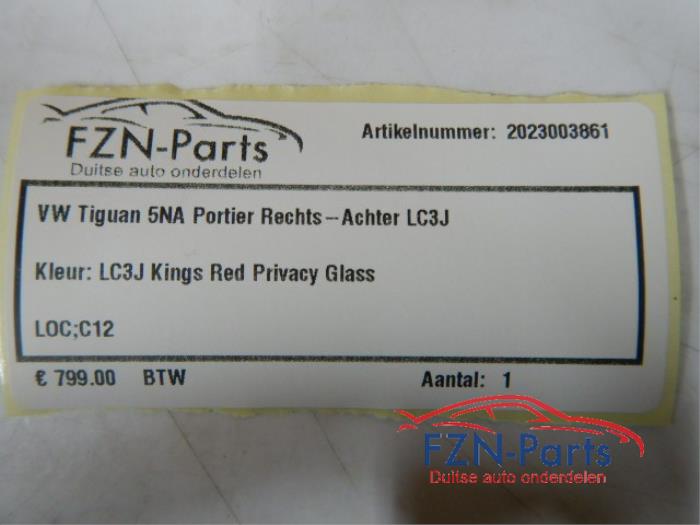 FZN-Parts
Duitse auto onderdelen
Artikelnummer: 2023003861
VW Tiguan 5NA Portier Rechts-Achter LC3J
Kleur: LC3J Kings Red Privacy Glass
LOC;C12
€ 799.00 BTW Aantal: 1
FZN-Parts
Duitse auto onderdelen